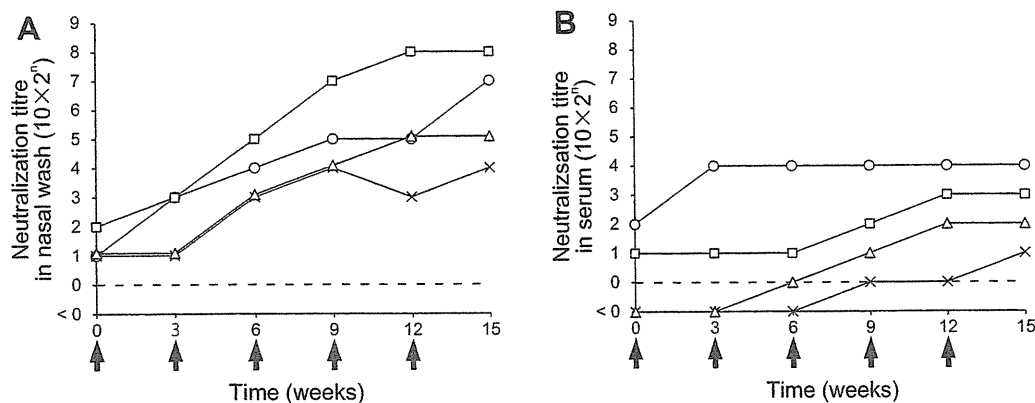 A
Neutralization titre
in nasal wash (10 × 2ⁿ)
9
8
7
6
5
4
3
2
1
0
< 0
0 3 6 9 12 15
Time (weeks)
B
Neutralizsation titre
in serum (10 × 2ⁿ)
9
8
7
6
5
4
3
2
1
0
< 0
0 3 6 9 12 15
Time (weeks)